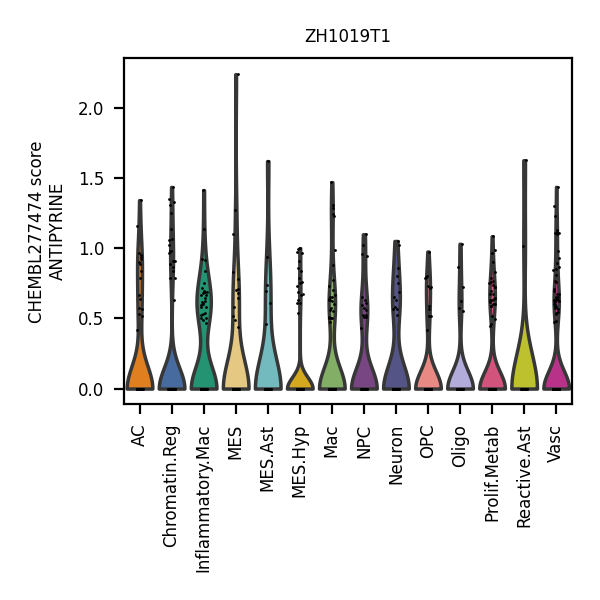 ZH1019T1
CHEMBL277474 score
ANTIPYRINE
2.0
1.5
1.0
0.5
0.0
AC
Chromatin.Reg
Inflammatory.Mac
MES
MES.Ast
MES.Hyp
Mac
NPC
Neuron
OPC
Oligo
Prolif.Metab
Reactive.Ast
Vasc